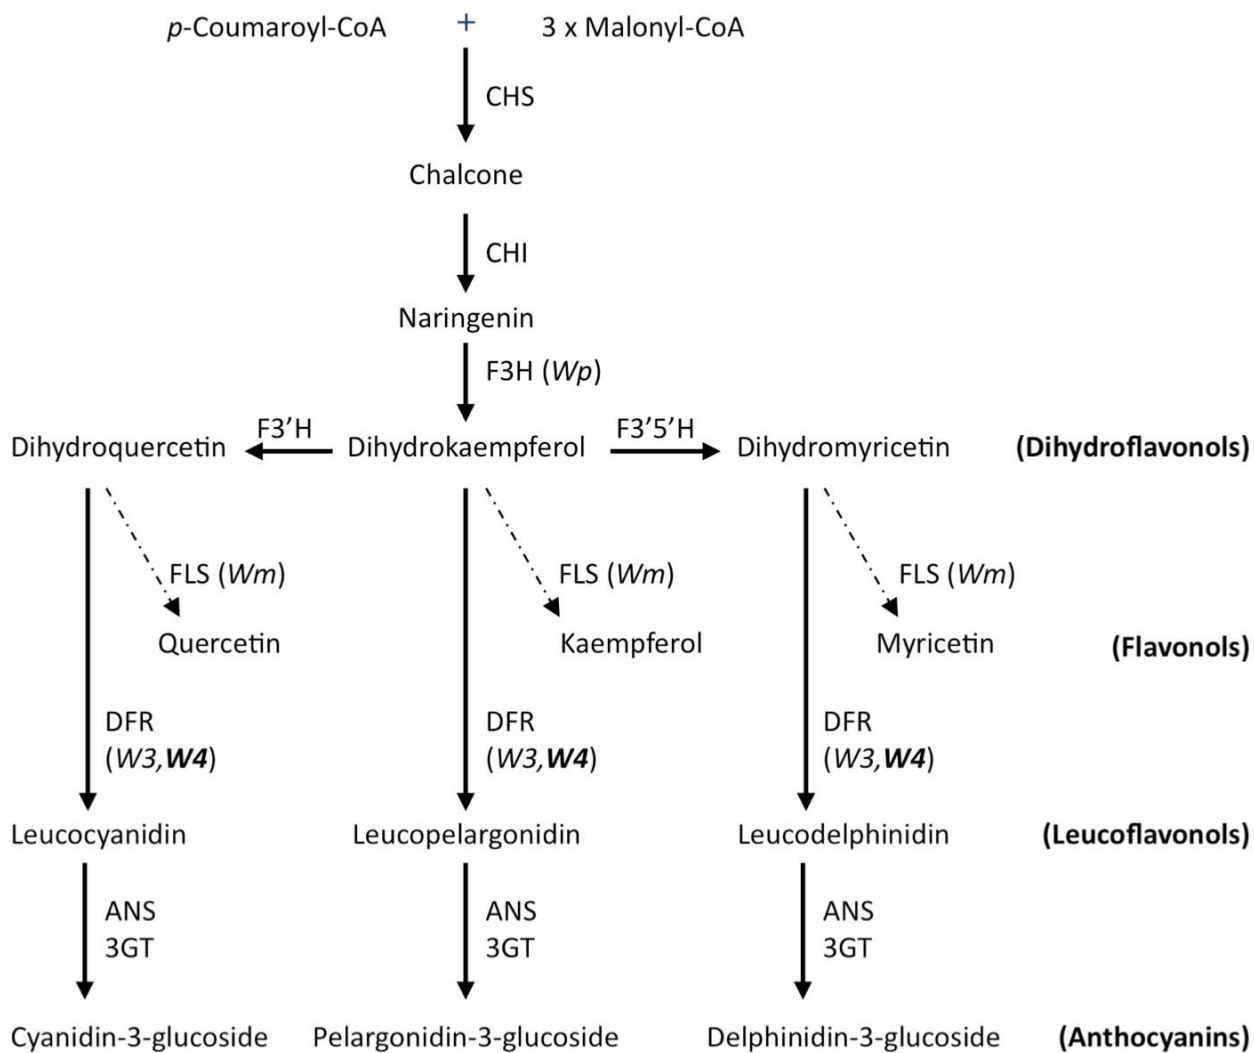 p-Coumaroyl-CoA + 3 x Malonyl-CoA
CHS
Chalcone
CHI
Naringenin
F3H (Wp)
F3’H F3’5’H
Dihydroquercetin Dihydrokaempferol Dihydromyricetin (Dihydroflavonols)
FLS (Wm) FLS (Wm) FLS (Wm)
Quercetin Kaempferol Myricetin (Flavonols)
DFR DFR DFR
(W3,W4) (W3,W4) (W3,W4)
Leucocyanidin Leucopelargonidin Leucodelphinidin (Leucoflavonols)
ANS ANS ANS
3GT 3GT 3GT
Cyanidin-3-glucoside Pelargonidin-3-glucoside Delphinidin-3-glucoside (Anthocyanins)